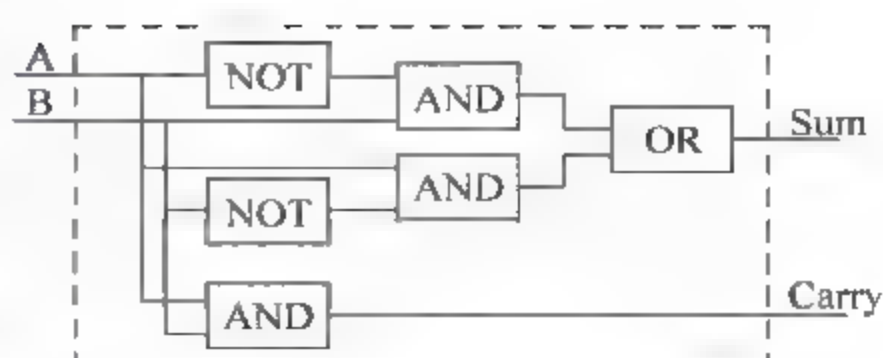 A
NOT
AND
B
OR
Sum
AND
NOT
AND
Carry